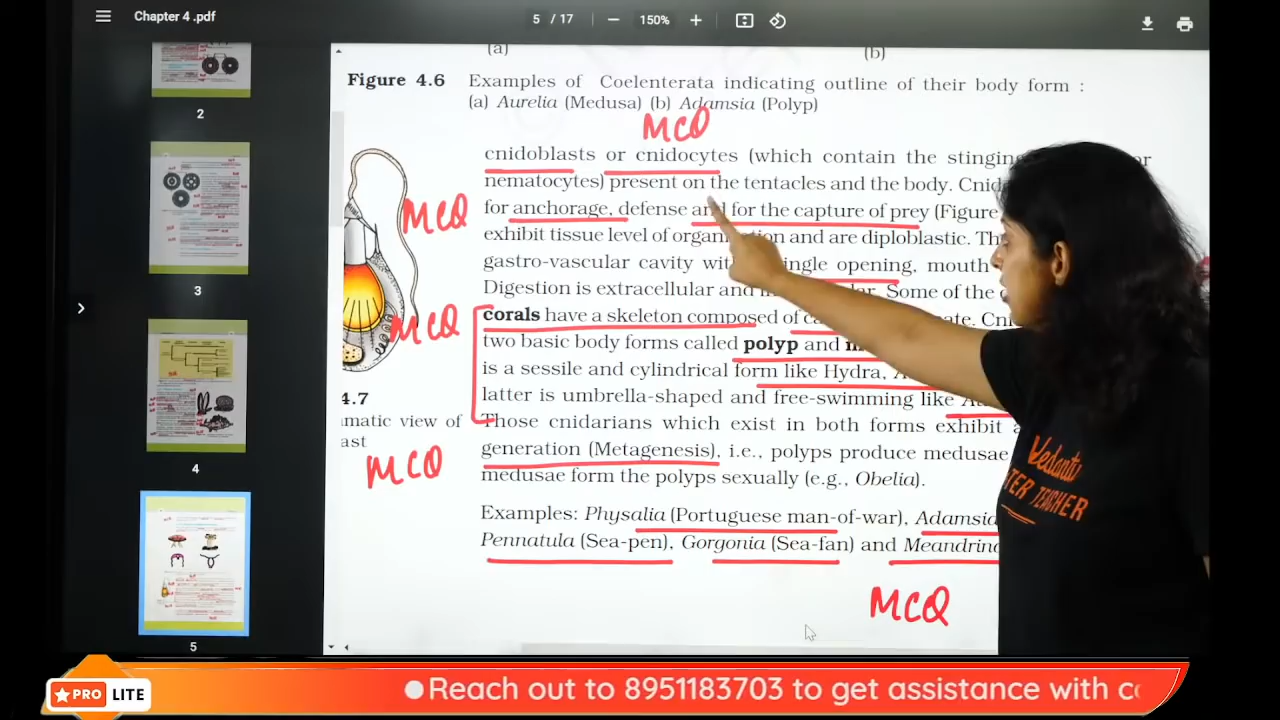 Chapter 4 .pdf
5 / 17
150%
(a)
(b)
Figure 4.6 Examples of Coelenterata indicating outline of their body form :
(a) Aurelia (Medusa) (b) Adamsia (Polyp)
MCQ
cnidoblasts or cnidocytes (which contain the stinging or
nematocytes) present on the tentacles and the body.
for anchorage, defense and for the capture of prey (Figure
MCQ
exhibit tissue level of and are diploblastic.
gastro-vascular cavity opening, mouth
Digestion is extracellular and Some of the
corals have a skeleton composed of
MCQ
two basic body forms called polyp and
is a sessile and cylindrical form like Hydra,
latter is umbrella-shaped and free-swimming like
Those cnidarians which exist in both forms exhibit
generation (Metagenesis), i.e., polyps produce medusae
medusae form the polyps sexually (e.g., Obelia).
4.7
view of
MCQ
Examples: Physalia (Portuguese man-of-war), Adamsia
Pennatula (Sea-pen), Gorgonia (Sea-fan) and
MCQ
2
3
4
5
Vedantu
TEACHER
PRO LITE
Reach out to 8951183703 to get assistance with